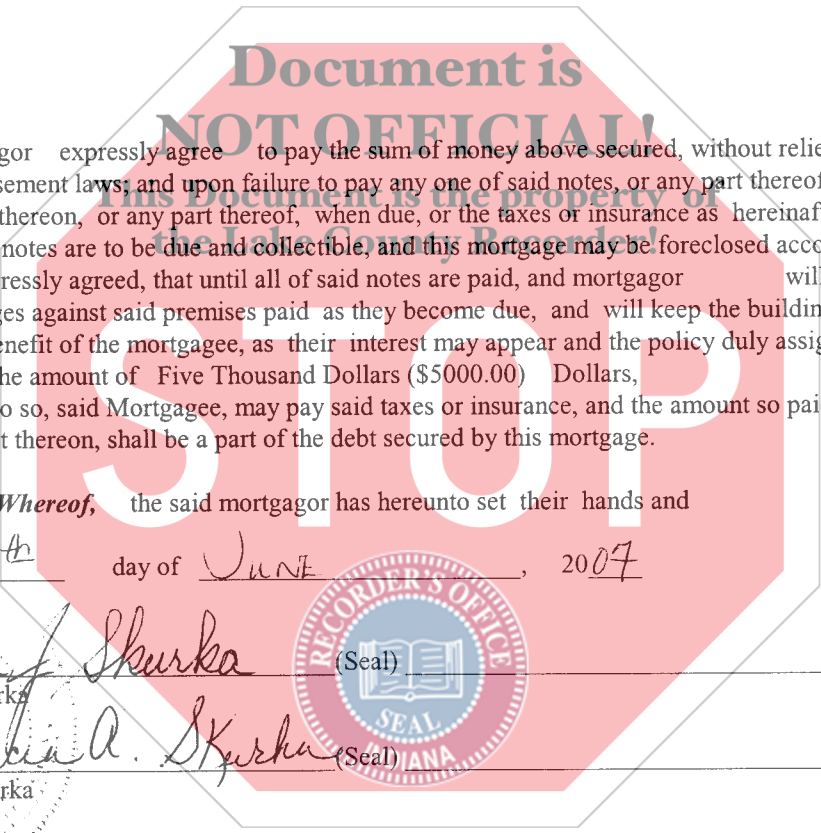 Document is
NOT OFFICIAL!
gor expressly agree to pay the sum of money above secured, without relie
sement laws; and upon failure to pay any one of said notes, or any part thereof
This Document is the property of
thereon, or any part thereof, when due, or the taxes or insurance as hereinaf
the Lake County Recorder!
notes are to be due and collectible, and this mortgage may be foreclosed acco
ressly agreed, that until all of said notes are paid, and mortgagor will
ges against said premises paid as they become due, and will keep the buildin
enefit of the mortgagee, as their interest may appear and the policy duly assig
he amount of Five Thousand Dollars ($5000.00) Dollars,
o so, said Mortgagee, may pay said taxes or insurance, and the amount so pai
t thereon, shall be a part of the debt secured by this mortgage.
STOP
Whereof, the said mortgagor has hereunto set their hands and
th day of JUNE , 2007
Skurka (Seal)
rka
A. Skurka (Seal)
rka
RECORDER'S OFFICE
SEAL
INDIANA